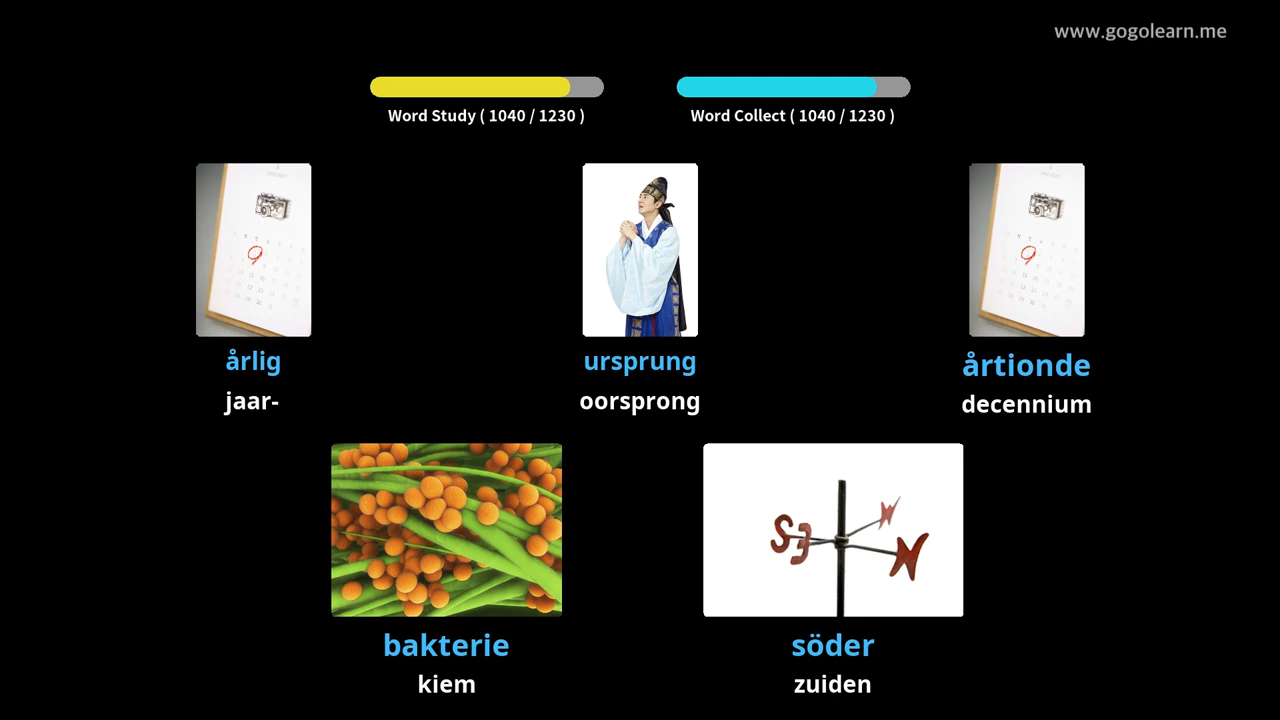 www.gogolearn.me
Word Study ( 1040 / 1230 )
Word Collect ( 1040 / 1230 )
årlig
ursprung
årtionde
jaar-
oorsprong
decennium
S
E
N
bakterie
söder
kiem
zuiden